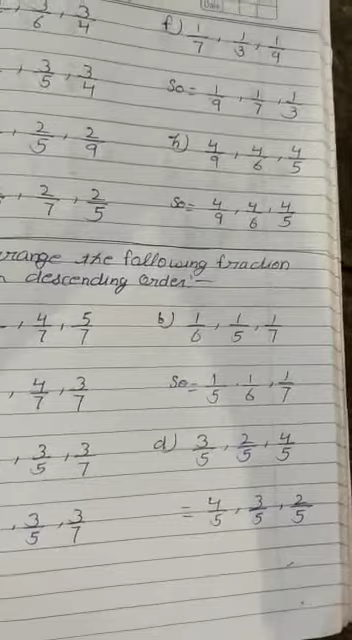 Date
, 3/6 , 3/4 f) 1/7 , 1/3 , 1/9
, 3/5 , 3/4 So = 1/9 , 1/7 , 1/3
, 2/5 , 2/9 h) 4/9 , 4/6 , 4/5
, 2/7 , 2/5 So = 4/9 , 4/6 , 4/5
range the following fraction
descending order:-
, 4/7 , 5/7 b) 1/6 , 1/5 , 1/7
, 4/7 , 3/7 So = 1/5 , 1/6 , 1/7
, 3/5 , 3/7 d) 3/5 , 2/5 , 4/5
, 3/5 , 3/7 = 4/5 , 3/5 , 2/5